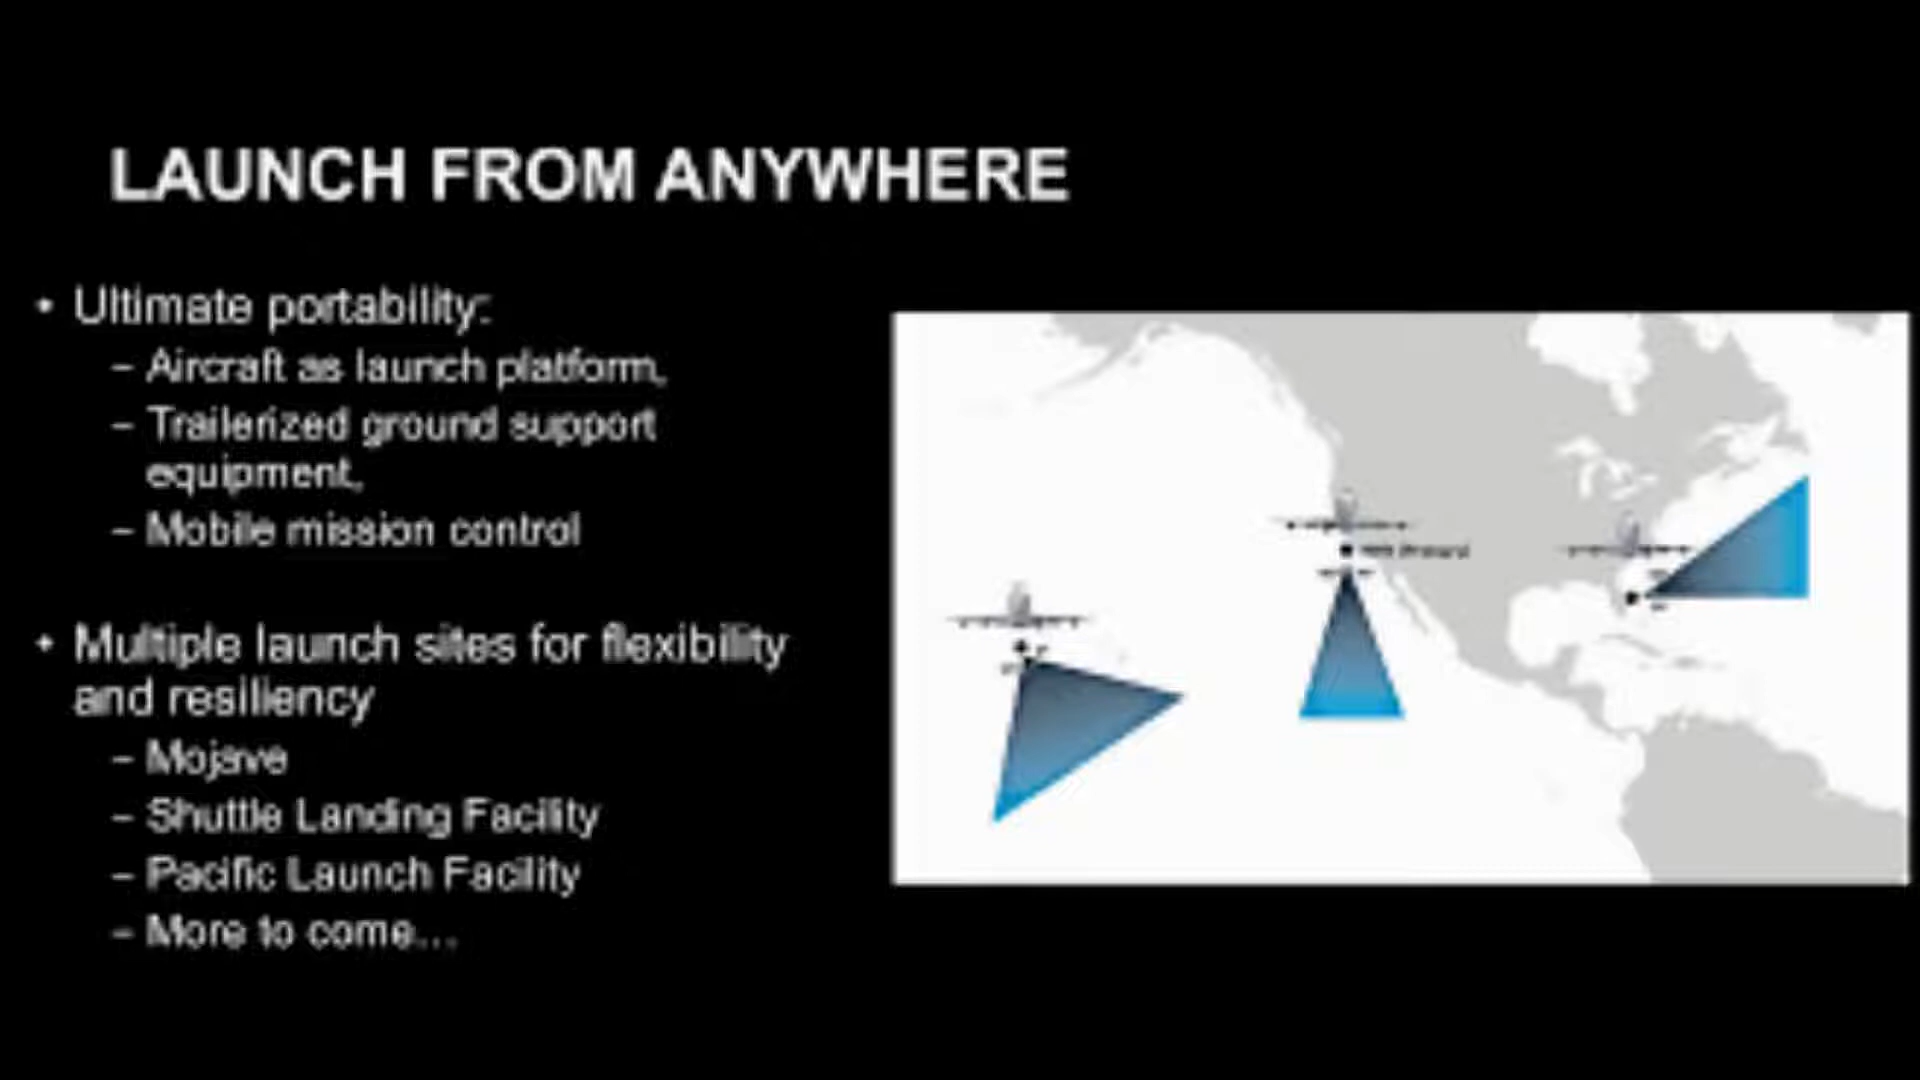 LAUNCH FROM ANYWHERE
• Ultimate portability:
– Aircraft as launch platform,
– Trailerized ground support
equipment,
– Mobile mission control
• Multiple launch sites for flexibility
and resiliency
– Mojave
– Shuttle Landing Facility
– Pacific Launch Facility
– More to come...